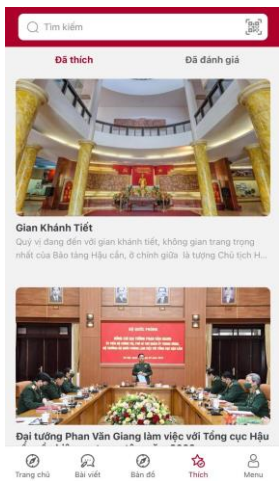 Tìm kiếm
Đã thích
Đã đánh giá
Gian Khánh Tiết
Quý vị đang đến với gian khánh tiết, không gian trang trọng
nhất của Bảo tàng Hậu cần, ở chính giữa là tượng Chủ tịch H...
BỘ QUỐC PHÒNG
Đại tướng Phan Văn Giang làm việc với Tổng cục Hậu
Trang chủ
Bài viết
Bản đồ
Thích
Menu